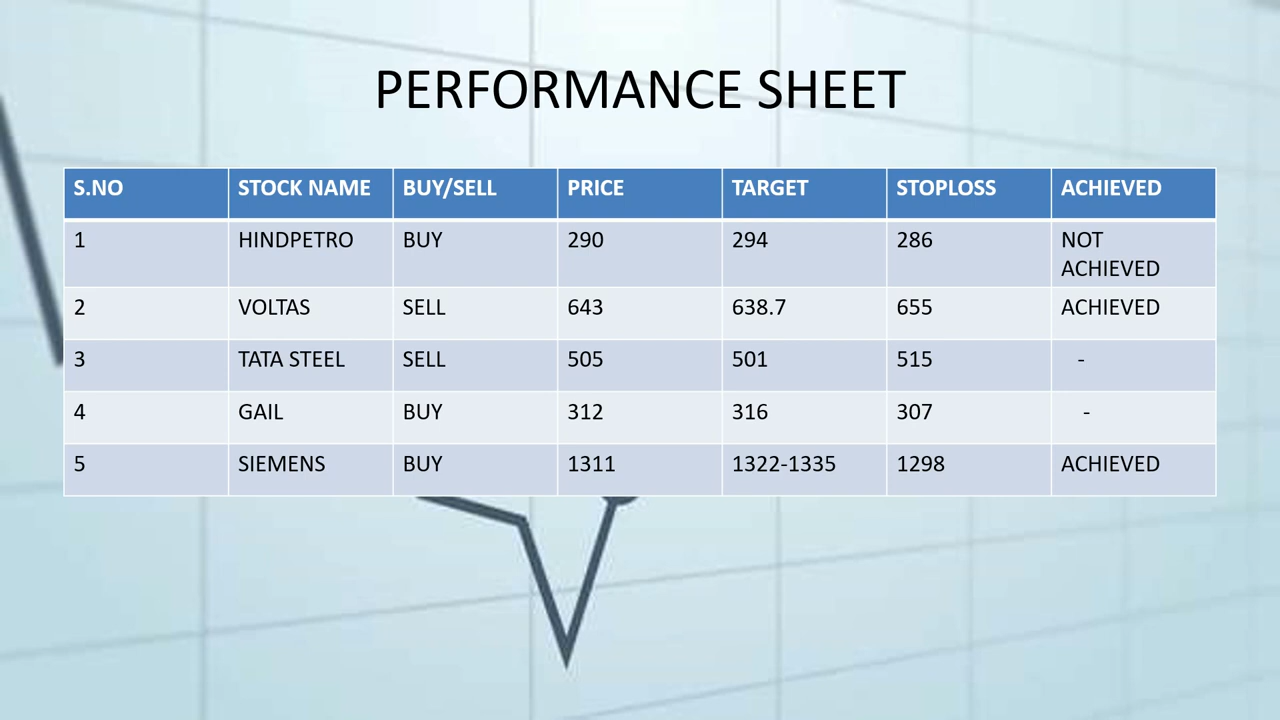 PERFORMANCE SHEET
S.NO STOCK NAME BUY/SELL PRICE TARGET STOPLOSS ACHIEVED
1 HINDPETRO BUY 290 294 286 NOT
ACHIEVED
2 VOLTAS SELL 643 638.7 655 ACHIEVED
3 TATA STEEL SELL 505 501 515 -
4 GAIL BUY 312 316 307 -
5 SIEMENS BUY 1311 1322-1335 1298 ACHIEVED